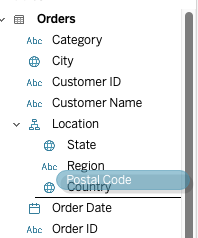 Orders
Abc Category
City
Abc Customer ID
Abc Customer Name
Location
State
Abc Region
Postal Code
Country
Order Date
Abc Order ID